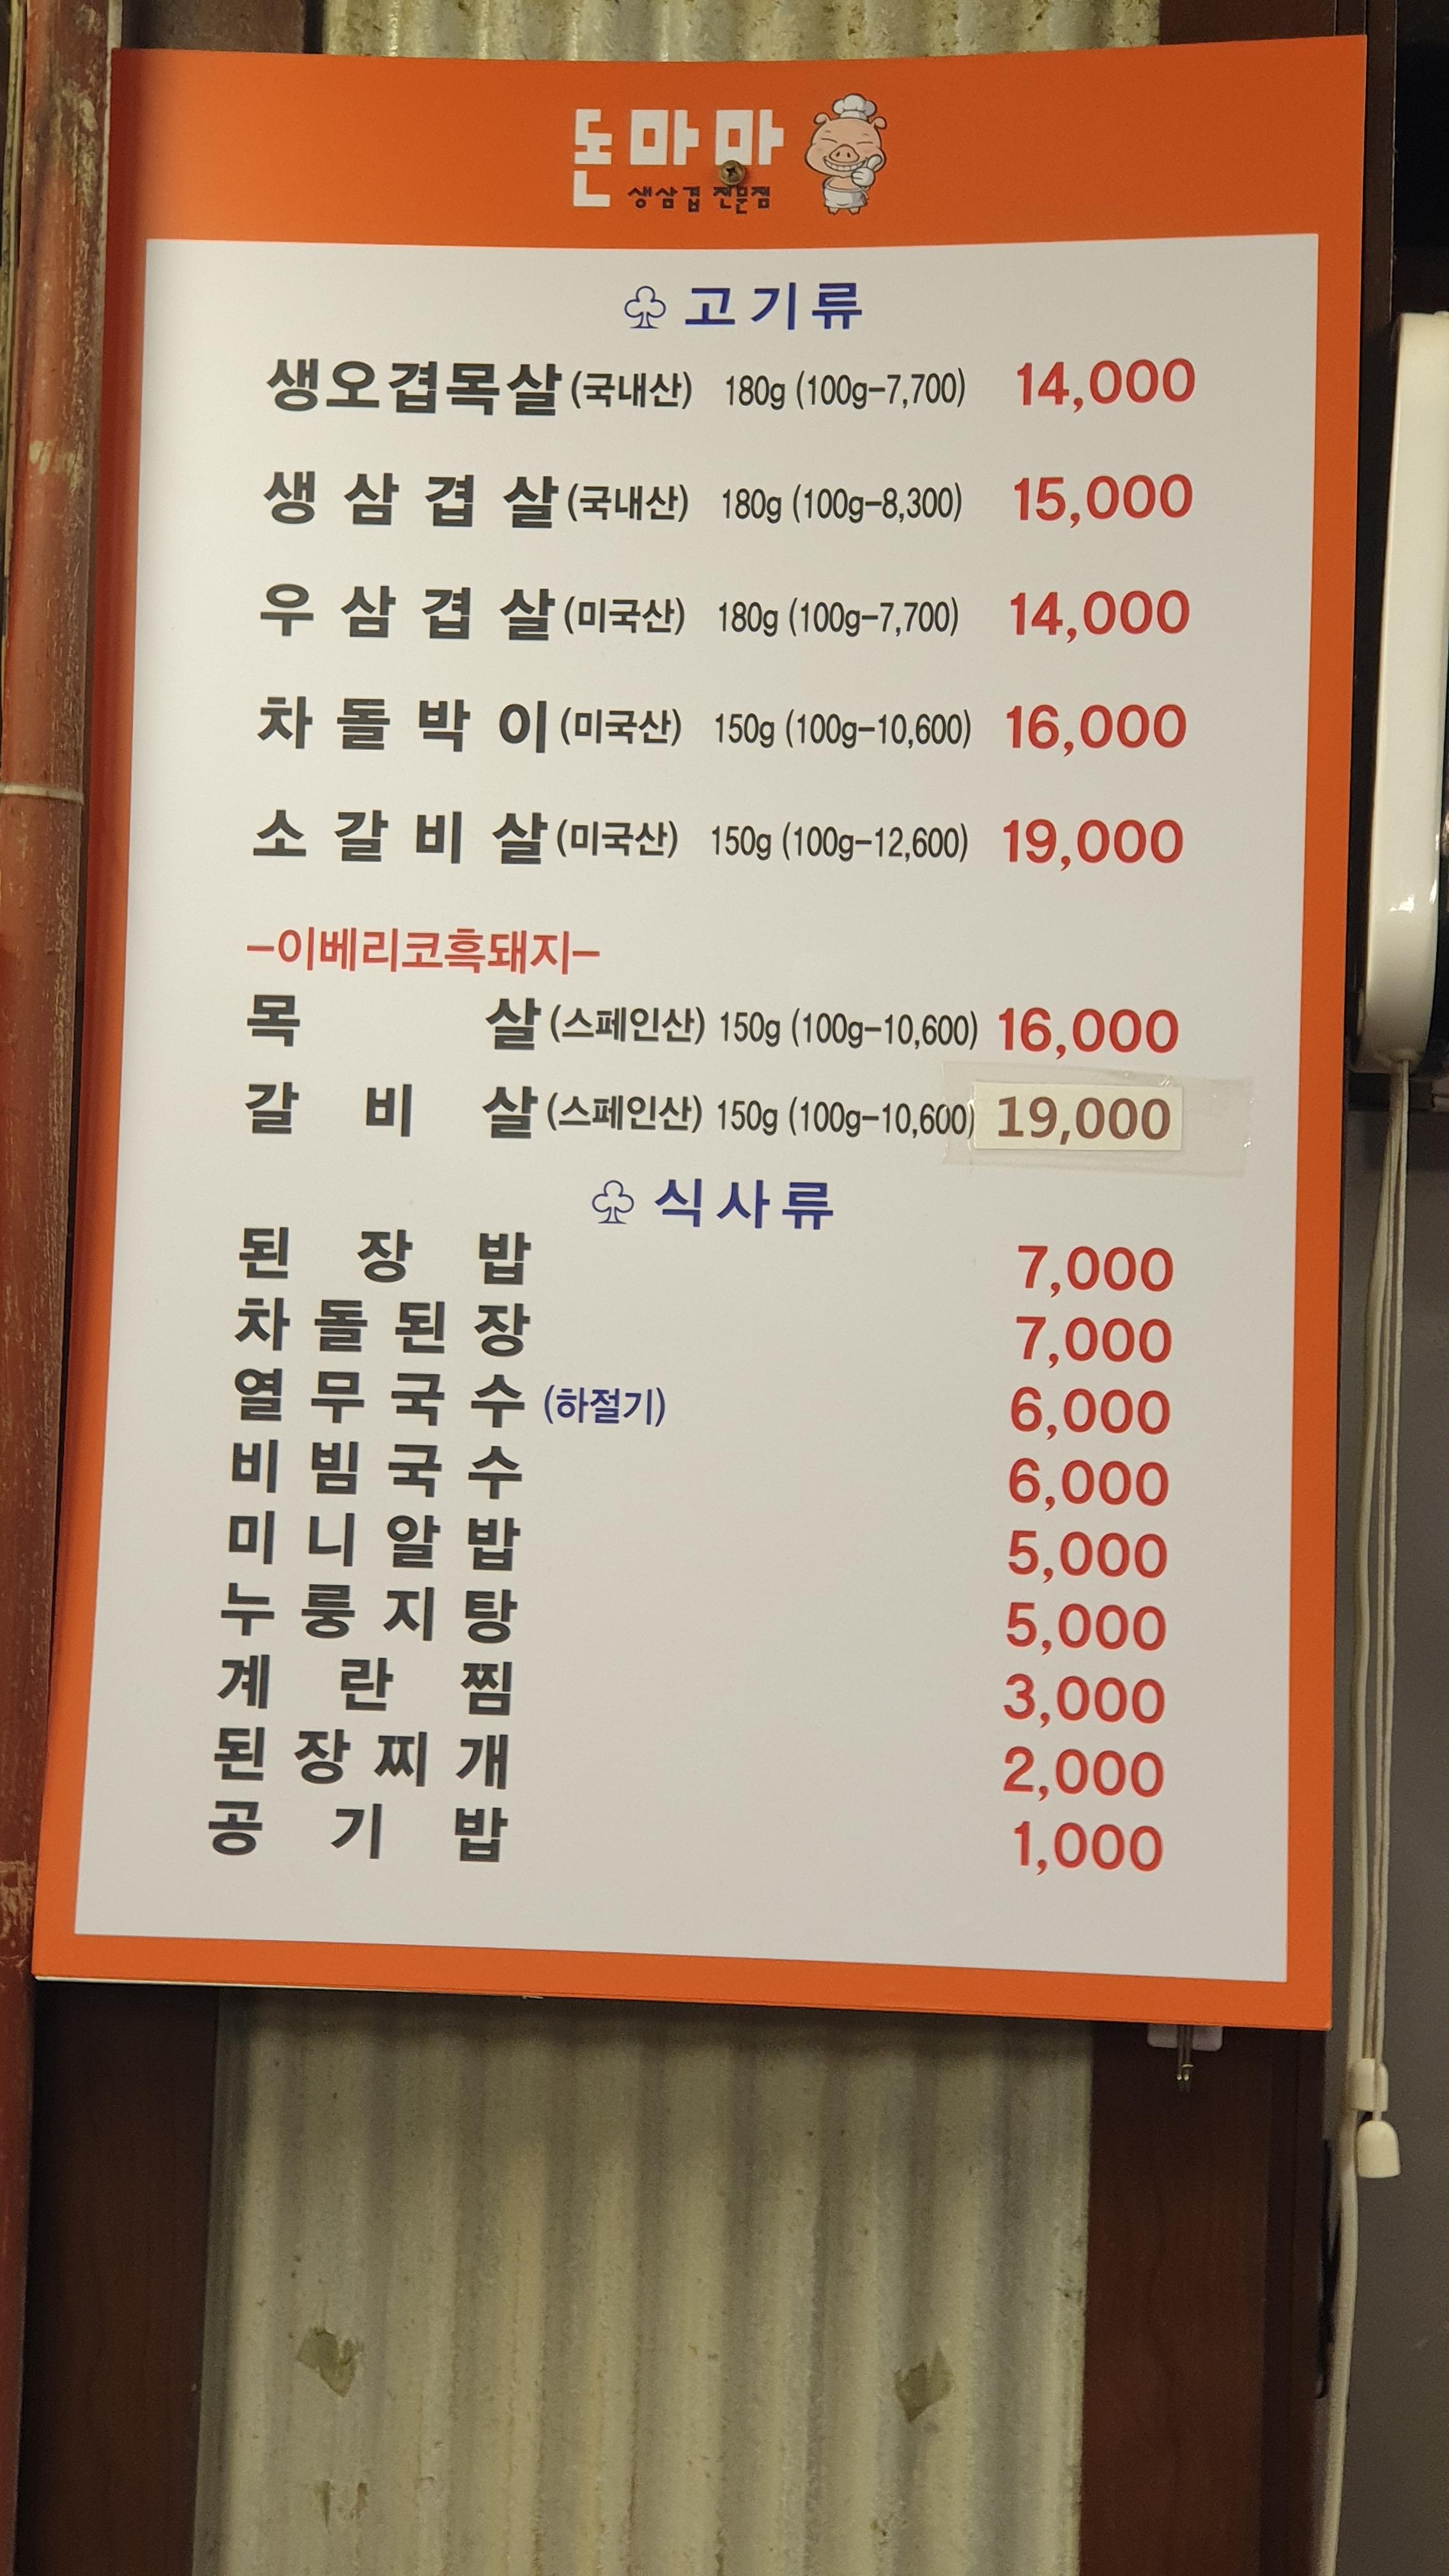 돈마마
생삼겹 전문점
♧ 고기류
생오겹목살(국내산) 180g (100g-7,700) 14,000
생삼겹살(국내산) 180g (100g-8,300) 15,000
우삼겹살(미국산) 180g (100g-7,700) 14,000
차돌박이(미국산) 150g (100g-10,600) 16,000
소갈비살(미국산) 150g (100g-12,600) 19,000
-이베리코흑돼지-
목살(스페인산) 150g (100g-10,600) 16,000
갈비살(스페인산) 150g (100g-10,600) 19,000
♧ 식사류
된장밥 7,000
차돌된장 7,000
열무국수 (하절기) 6,000
비빔국수 6,000
미니알밥 5,000
누룽지탕 5,000
계란찜 3,000
된장찌개 2,000
공기밥 1,000